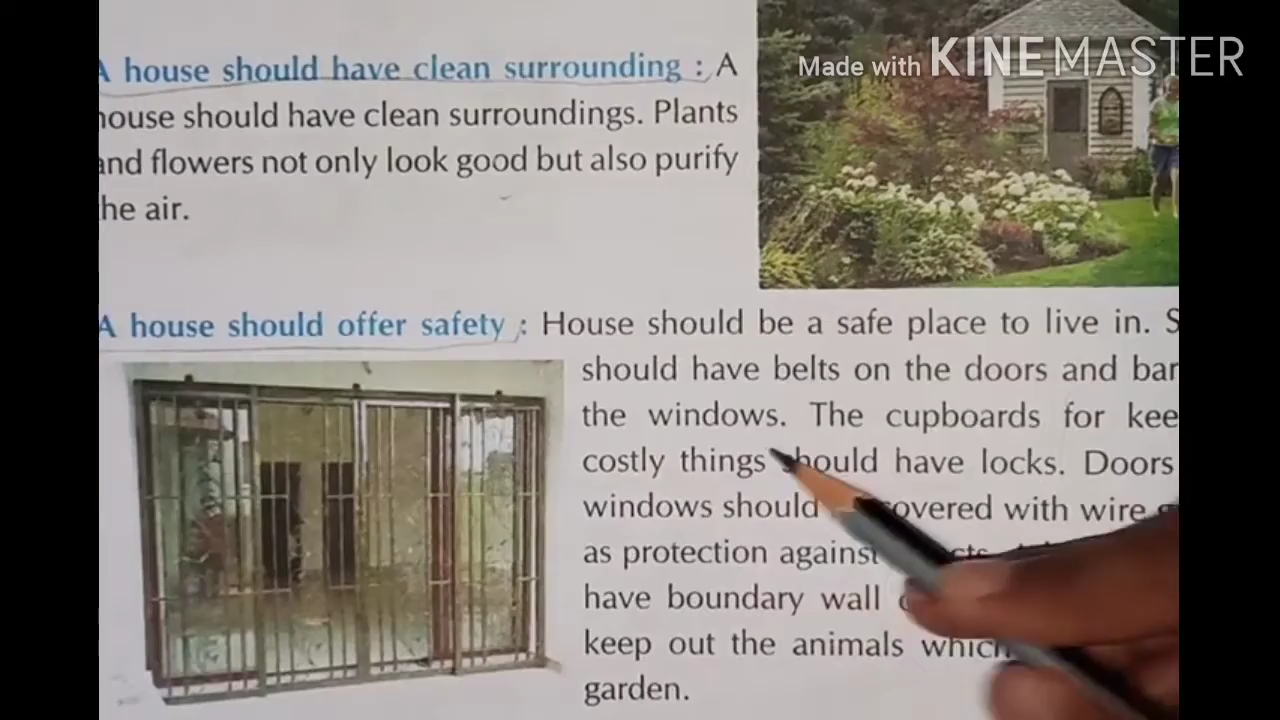 Made with KINEMASTER
A house should have clean surrounding : A
house should have clean surroundings. Plants
and flowers not only look good but also purify
the air.
A house should offer safety : House should be a safe place to live in. S
should have belts on the doors and bar
the windows. The cupboards for kee
costly things should have locks. Doors
windows should covered with wire
as protection against
have boundary wall
keep out the animals which
garden.